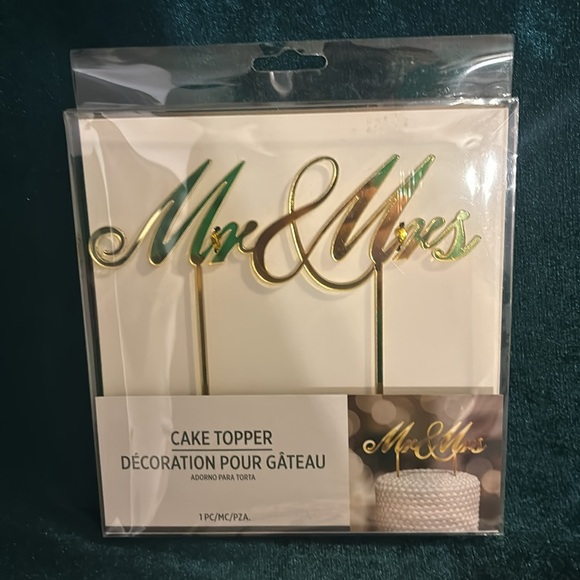 Mr & Mrs
CAKE TOPPER
DÉCORATION POUR GÂTEAU
ADORNO PARA TORTA
1 PC/MC/PZA.
Mr & Mrs